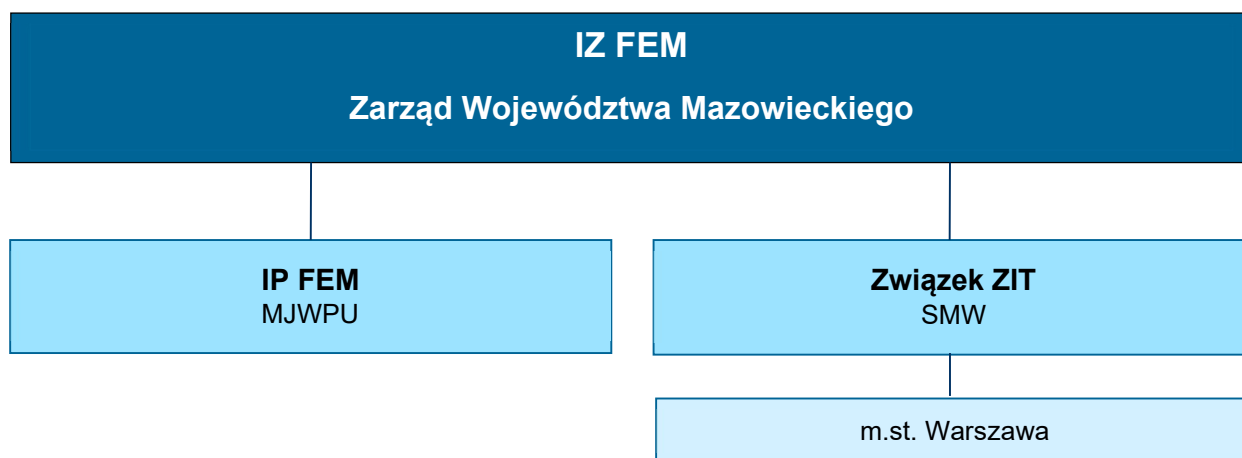 IZ FEM
Zarząd Województwa Mazowieckiego
IP FEM
MJWPU
Związek ZIT
SMW
m.st. Warszawa